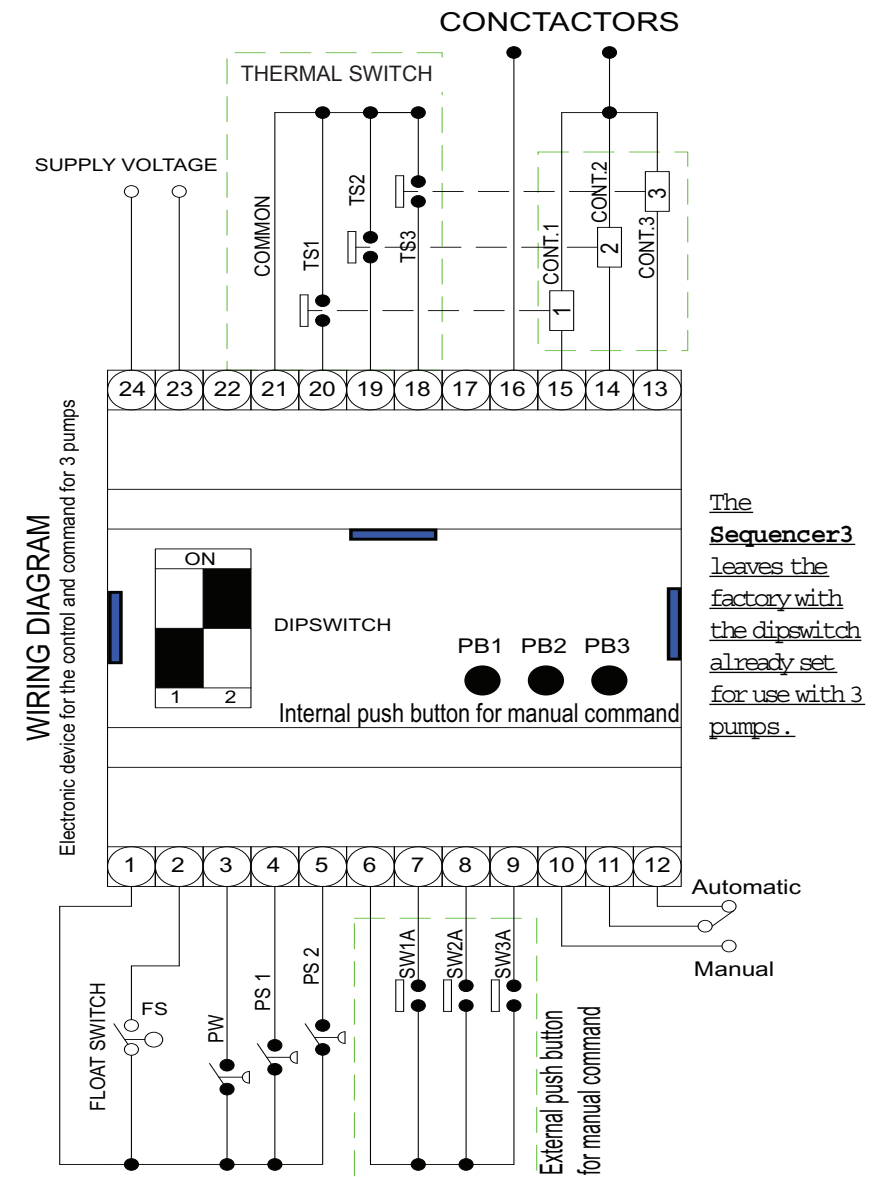 CONCTACTORS
THERMAL SWITCH
SUPPLY VOLTAGE
COMMON
TS1
TS2
TS3
CONT.1
CONT.2
CONT.3
1
2
3
24 23 22 21 20 19 18 17 16 15 14 13
WIRING DIAGRAM
Electronic device for the control and command for 3 pumps
ON
1 2
DIPSWITCH
PB1 PB2 PB3
Internal push button for manual command
The
Sequencer3
leaves the
factory with
the dipswitch
already set
for use with 3
pumps.
1 2 3 4 5 6 7 8 9 10 11 12
Automatic
Manual
FLOAT SWITCH
FS
PW
PS 1
PS 2
SW1A
SW2A
SW3A
External push button
for manual command